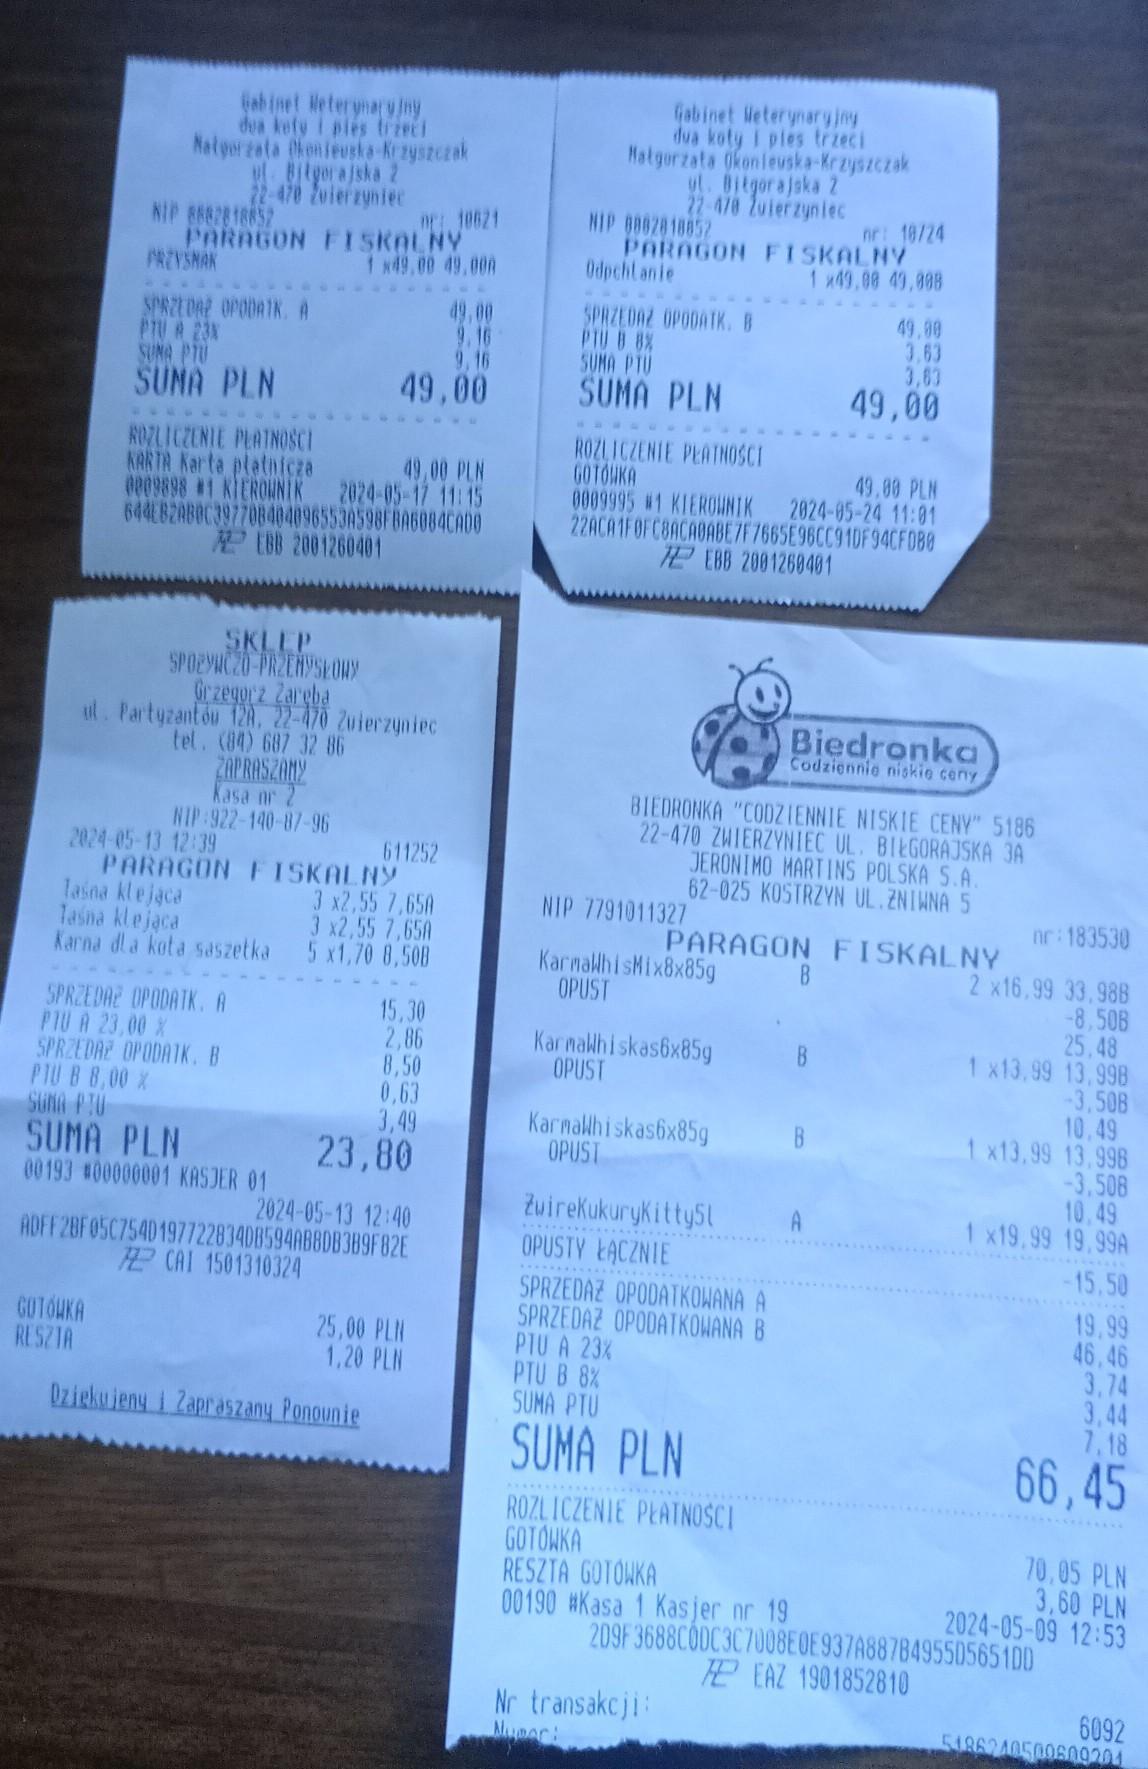 Gabinet Weterynaryjny
dwa koty i pies trzeci
Małgorzata Okoniewska-Krzyszczak
ul. Biłgorajska 2
22-470 Zwierzyniec
NIP 8882818852 nr: 10621
PARAGON FISKALNY
PRZYSMAK 1 x49,00 49,00A
SPRZEDAŻ OPODATK. A 49,00
PTU A 23% 9,16
SUMA PTU 9,16
SUMA PLN 49,00
ROZLICZENIE PŁATNOŚCI
KARTA Karta płatnicza 49,00 PLN
0009898 #1 KIEROWNIK 2024-05-17 11:15
EBB 2001260401
Gabinet Weterynaryjny
dwa koty i pies trzeci
Małgorzata Okoniewska-Krzyszczak
ul. Biłgorajska 2
22-470 Zwierzyniec
NIP 8882818852 nr: 10724
PARAGON FISKALNY
Odpchlanie 1 x49,00 49,00B
SPRZEDAŻ OPODATK. B 49,00
PTU B 8% 3,63
SUMA PTU 3,63
SUMA PLN 49,00
ROZLICZENIE PŁATNOŚCI
GOTÓWKA 49,00 PLN
0009995 #1 KIEROWNIK 2024-05-24 11:01
22ACA1F0FC8ACA0ABE7F7665E96CC91DF94CFDB0
EBB 2001260401
SKLEP
SPOŻYWCZO-PRZEMYSŁOWY
Grzegorz Zaręba
ul. Partyzantów 12A, 22-470 Zwierzyniec
tel. (84) 687 32 86
ZAPRASZAMY
Kasa nr 2
NIP:922-140-87-96
2024-05-13 12:39 611252
PARAGON FISKALNY
Taśma klejąca 3 x2,55 7,65A
Taśma klejąca 3 x2,55 7,65A
Karma dla kota saszetka 5 x1,70 8,50B
SPRZEDAŻ OPODATK. A 15,30
PTU A 23,00 % 2,86
SPRZEDAŻ OPODATK. B 8,50
PTU B 8,00 % 0,63
SUMA PTU 3,49
SUMA PLN 23,80
00193 #00000001 KASJER 01
2024-05-13 12:40
ADFF2BF05C754D197722834DB594AB8DB3B9F82E
CAI 1501310324
GOTÓWKA 25,00 PLN
RESZTA 1,20 PLN
Dziękujemy i Zapraszamy Ponownie
Biedronka
Codziennie niskie ceny
BIEDRONKA "CODZIENNIE NISKIE CENY" 5186
22-470 ZWIERZYNIEC UL. BIŁGORAJSKA 3A
JERONIMO MARTINS POLSKA S.A.
62-025 KOSTRZYN UL.ŻNIWNA 5
NIP 7791011327 nr:183530
PARAGON FISKALNY
KarmaWhisMix8x85g B 2 x16,99 33,98B
OPUST -8,50B
25,48
KarmaWhiskas6x85g B 1 x13,99 13,99B
OPUST -3,50B
10,49
KarmaWhiskas6x85g B 1 x13,99 13,99B
OPUST -3,50B
10,49
ŻwireKukuryKitty5l A 1 x19,99 19,99A
OPUSTY ŁĄCZNIE -15,50
SPRZEDAŻ OPODATKOWANA A 19,99
SPRZEDAŻ OPODATKOWANA B 46,46
PTU A 23% 3,74
PTU B 8% 3,44
SUMA PTU 7,18
SUMA PLN 66,45
ROZLICZENIE PŁATNOŚCI
GOTÓWKA 70,05 PLN
RESZTA GOTÓWKA 3,60 PLN
00190 #Kasa 1 Kasjer nr 19 2024-05-09 12:53
2D9F3688C0DC3C7008E0E937A887B4955D5651DD
EAZ 1901852810
Nr transakcji: 6092
Numer: 5186240509609201